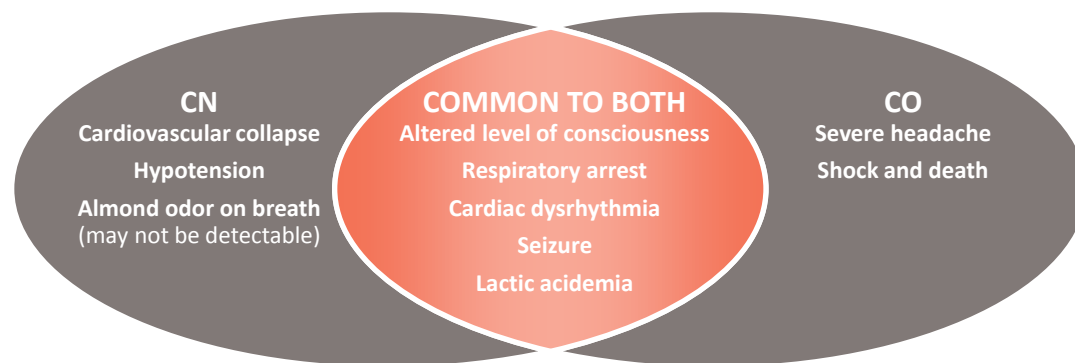 CN
Cardiovascular collapse
Hypotension
Almond odor on breath
(may not be detectable)
COMMON TO BOTH
Altered level of consciousness
Respiratory arrest
Cardiac dysrhythmia
Seizure
Lactic acidemia
CO
Severe headache
Shock and death